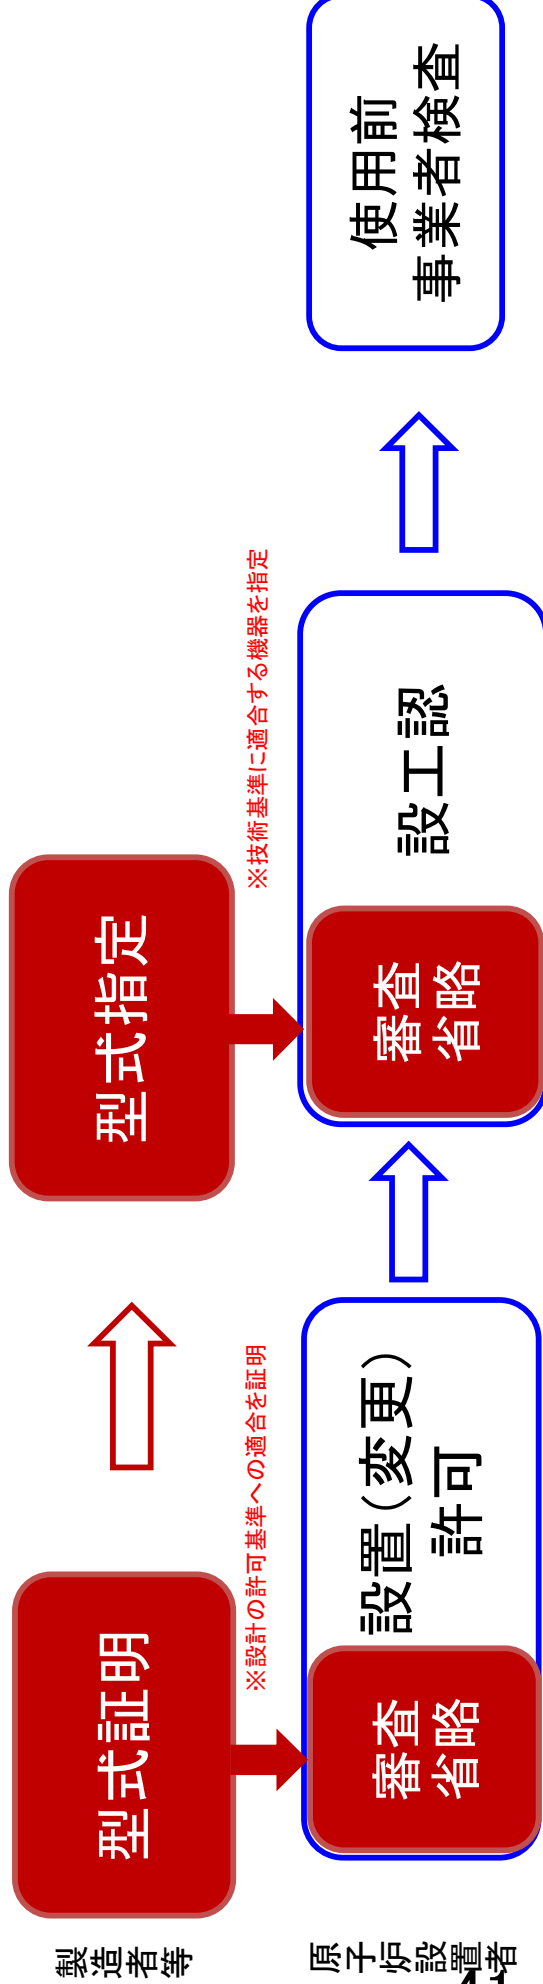 製造者等
型式証明
型式指定
※設計の許可基準への適合を証明
※技術基準に適合する機器を指定
原子炉設置者
審査
省略
設置(変更)
許可
審査
省略
設工認
使用前
事業者検査